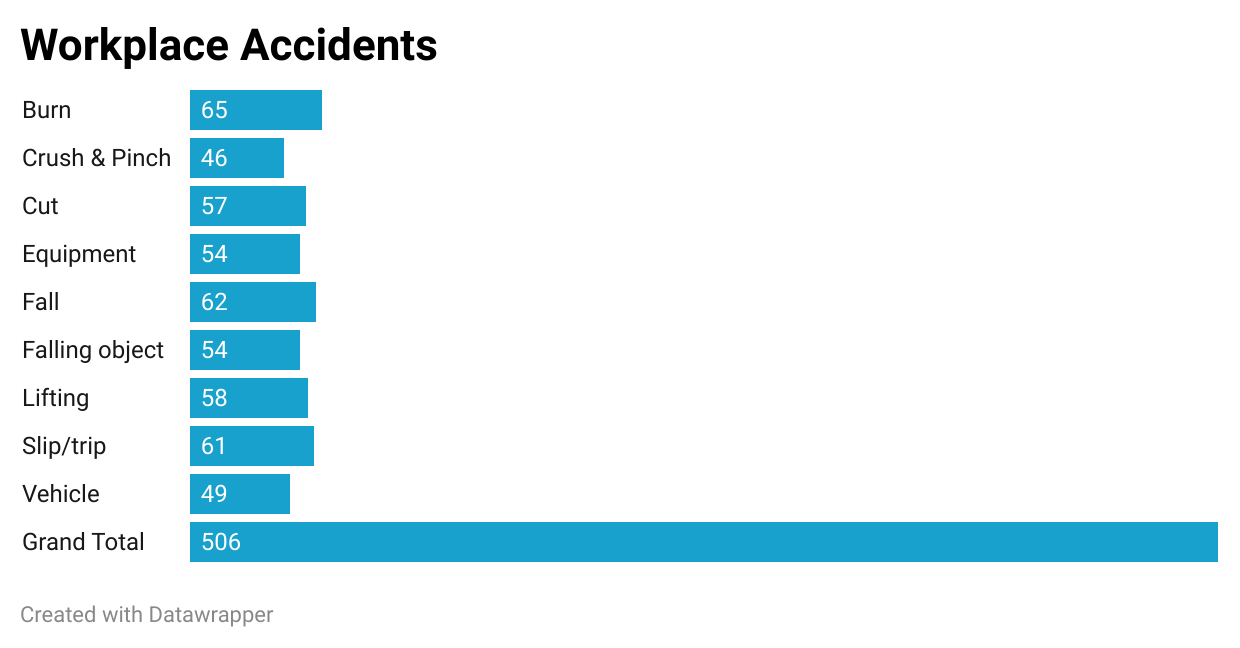 Workplace Accidents
Burn 65
Crush & Pinch 46
Cut 57
Equipment 54
Fall 62
Falling object 54
Lifting 58
Slip/trip 61
Vehicle 49
Grand Total 506
Created with Datawrapper